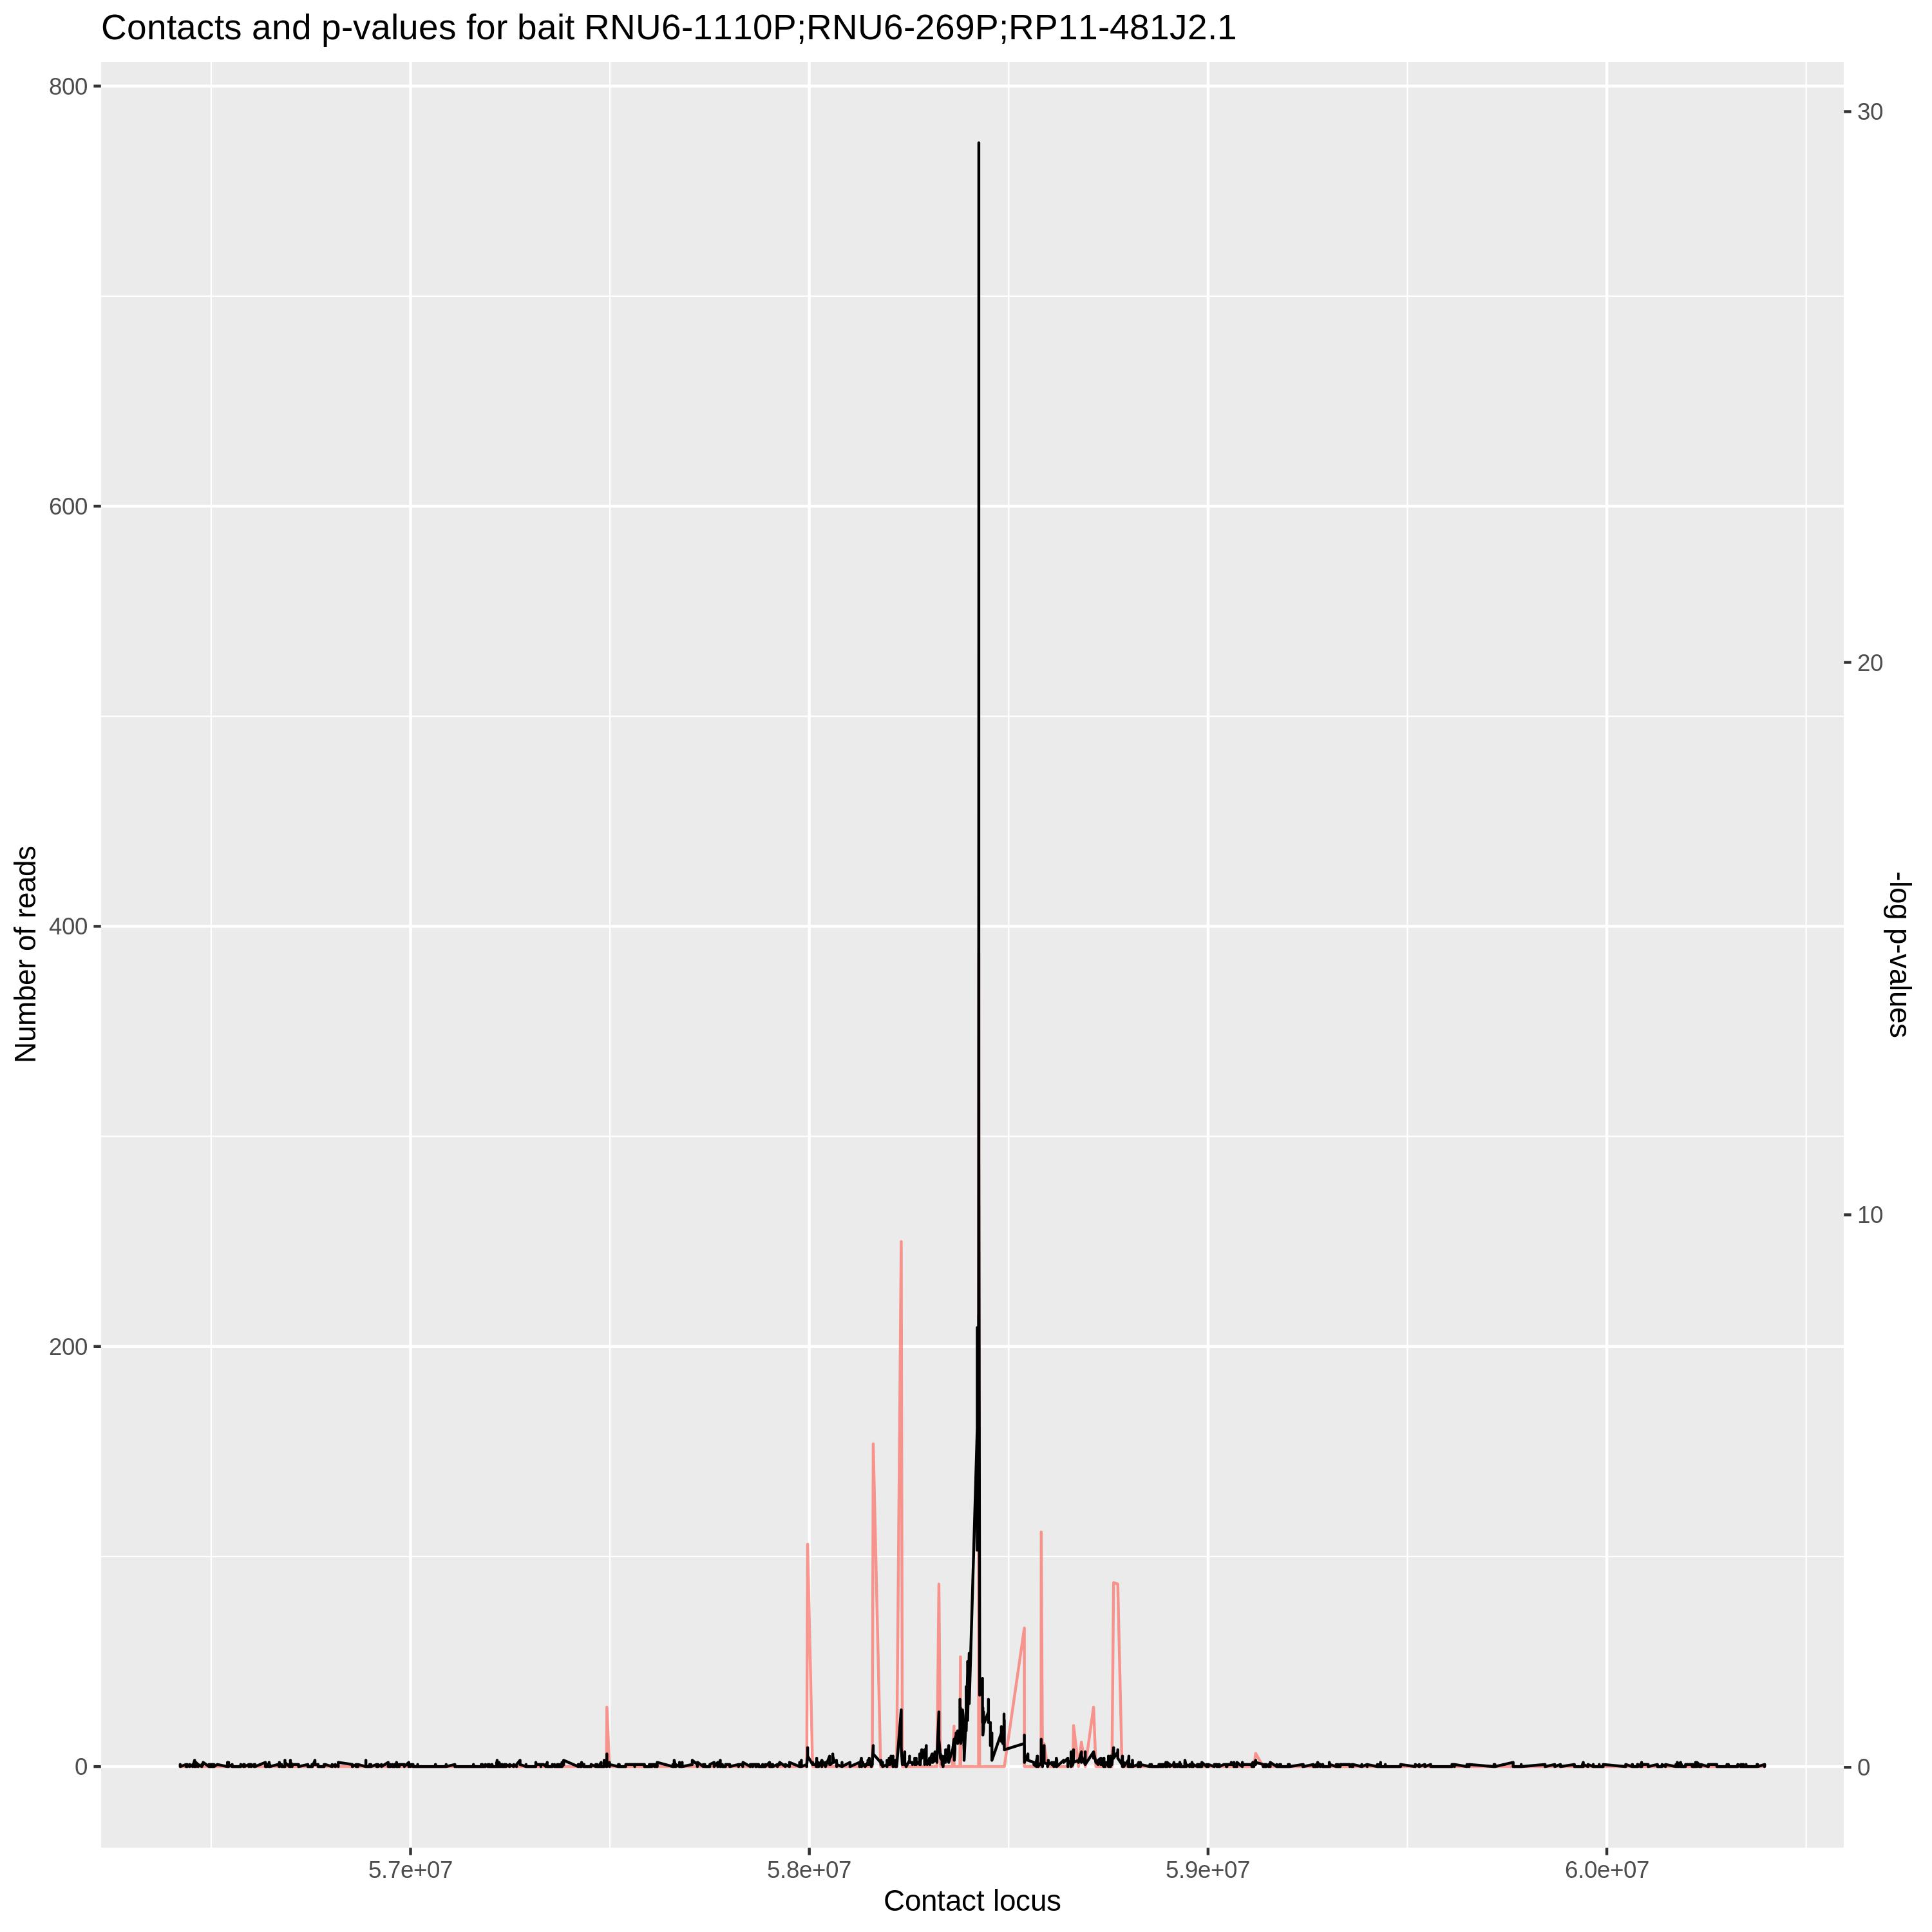 Contacts and p-values for bait RNU6-1110P;RNU6-269P;RP11-481J2.1
800
600
400
200
0
Number of reads
30
20
10
0
-log p-values
5.7e+07
5.8e+07
5.9e+07
6.0e+07
Contact locus